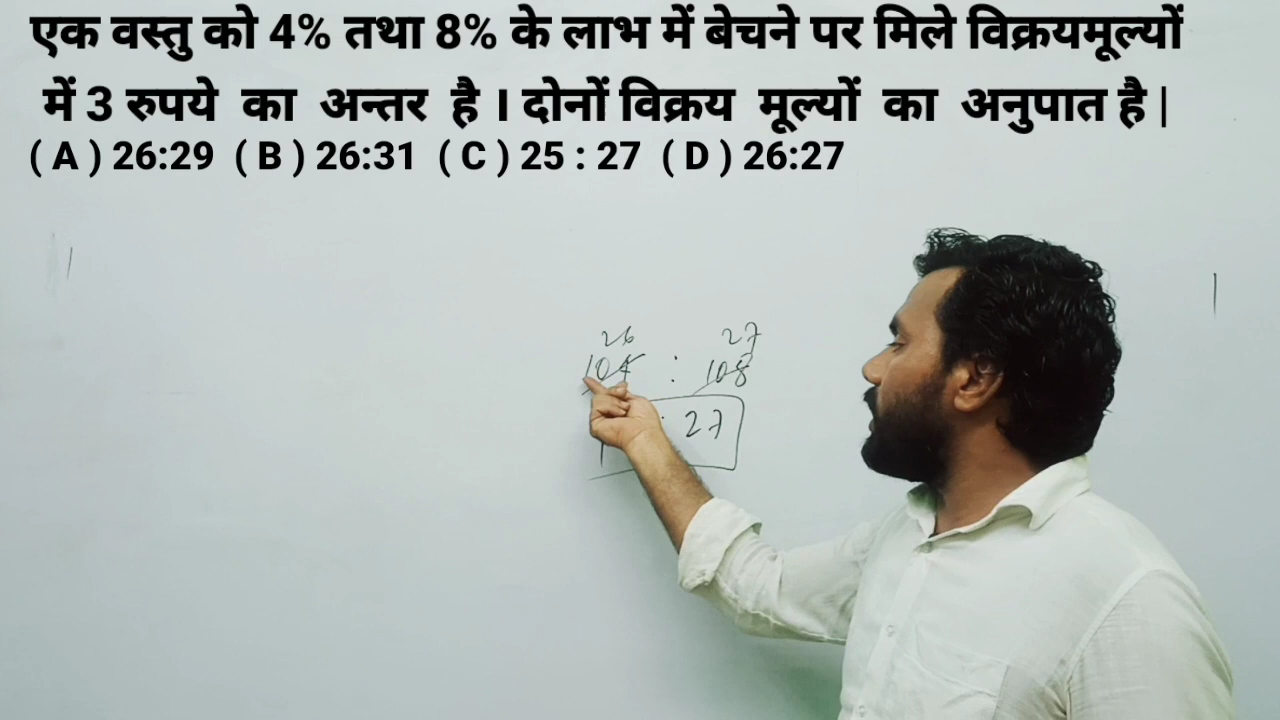 एक वस्तु को 4% तथा 8% के लाभ में बेचने पर मिले विक्रयमूल्यों
में 3 रुपये का अन्तर है । दोनों विक्रय मूल्यों का अनुपात है |
( A ) 26:29 ( B ) 26:31 ( C ) 25 : 27 ( D ) 26:27
26 27
104 : 108
: 27